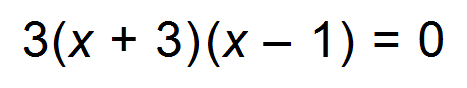 3(x + 3)(x – 1) = 0